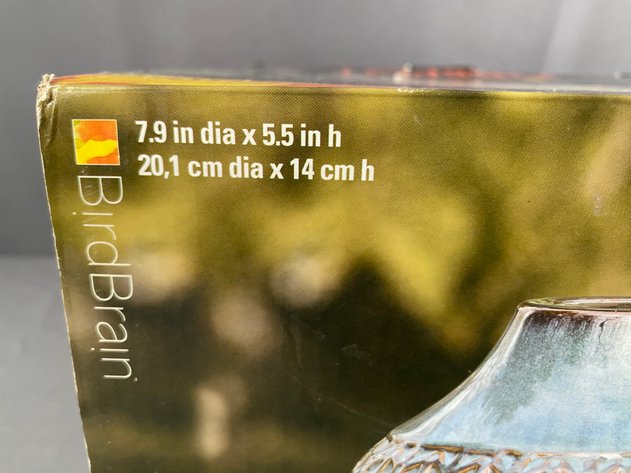 7.9 in dia x 5.5 in h
20,1 cm dia x 14 cm h
BirdBrain